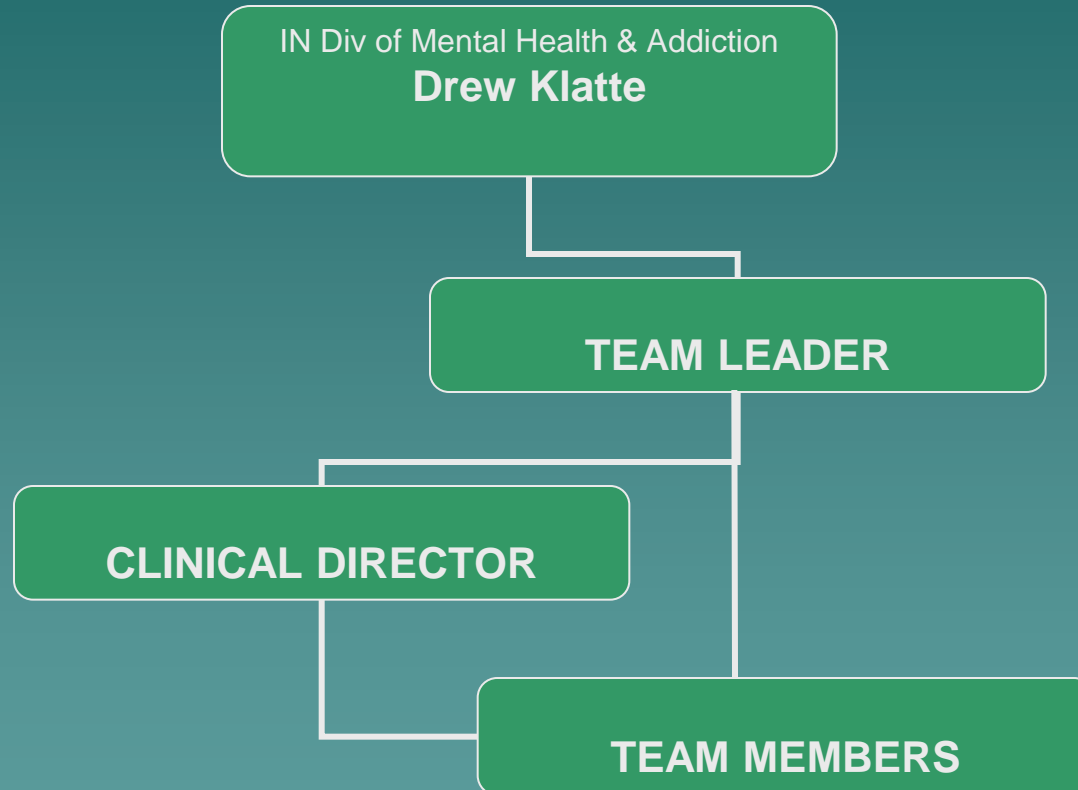 IN Div of Mental Health & Addiction
Drew Klatte
TEAM LEADER
CLINICAL DIRECTOR
TEAM MEMBERS